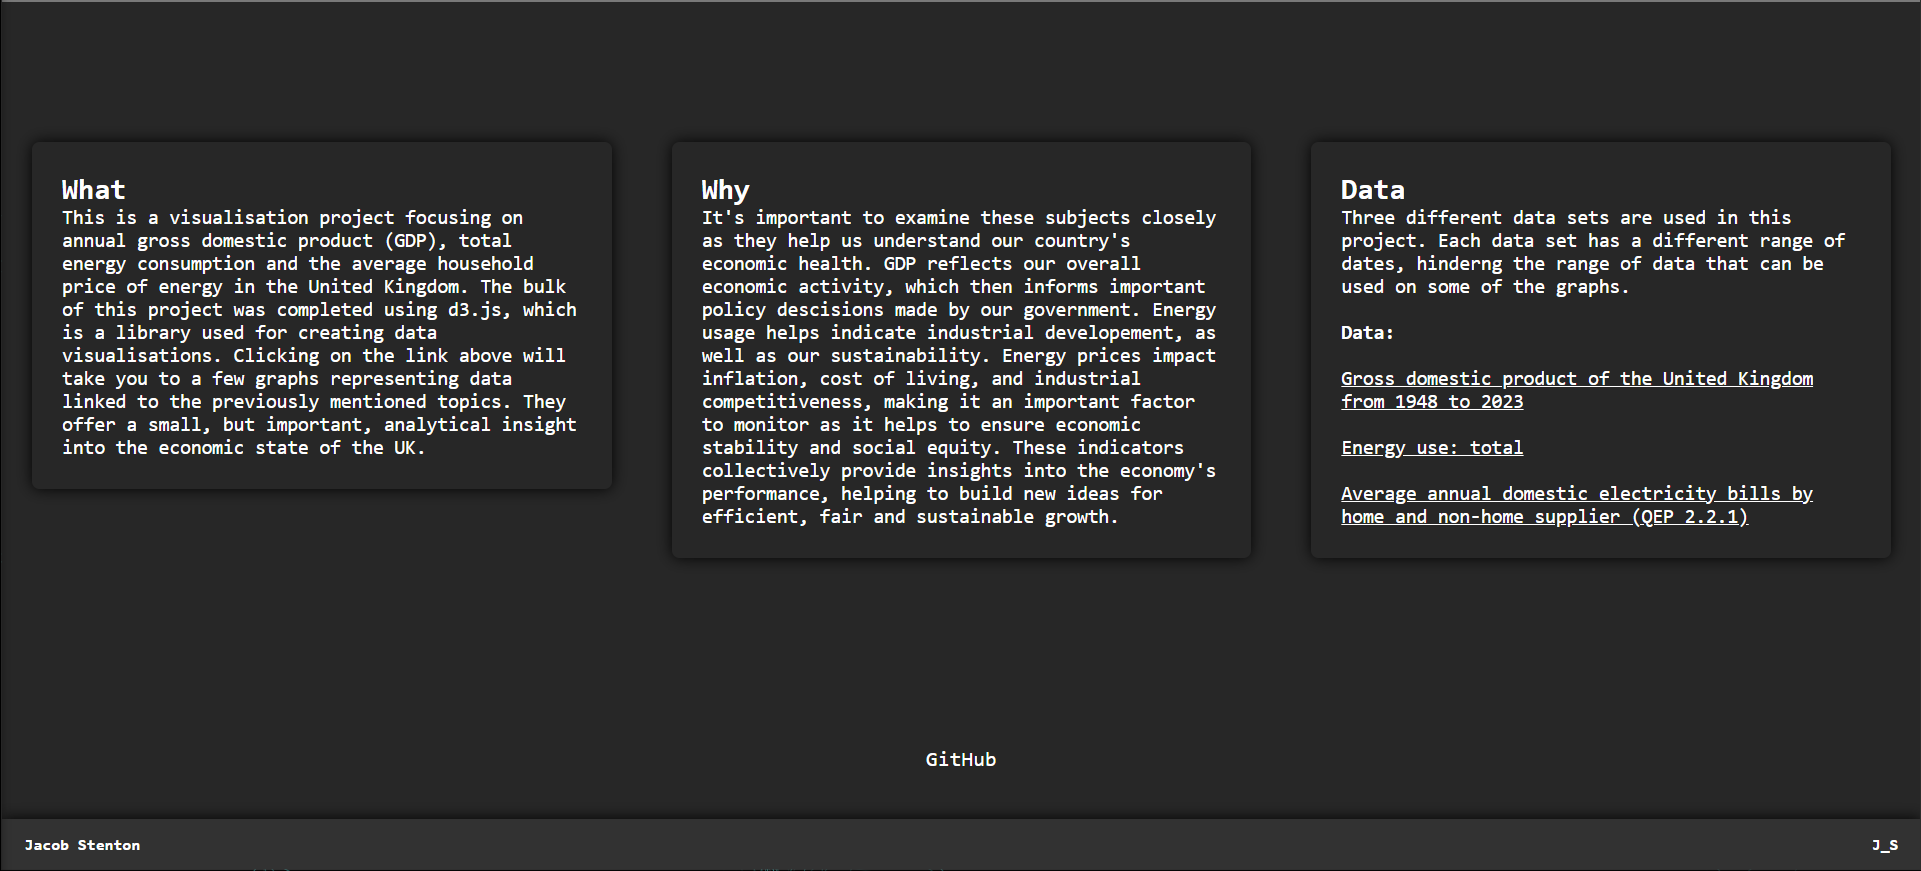 What
This is a visualisation project focusing on
annual gross domestic product (GDP), total
energy consumption and the average household
price of energy in the United Kingdom. The bulk
of this project was completed using d3.js, which
is a library used for creating data
visualisations. Clicking on the link above will
take you to a few graphs representing data
linked to the previously mentioned topics. They
offer a small, but important, analytical insight
into the economic state of the UK.
Why
It's important to examine these subjects closely
as they help us understand our country's
economic health. GDP reflects our overall
economic activity, which then informs important
policy descisions made by our government. Energy
usage helps indicate industrial developement, as
well as our sustainability. Energy prices impact
inflation, cost of living, and industrial
competitiveness, making it an important factor
to monitor as it helps to ensure economic
stability and social equity. These indicators
collectively provide insights into the economy's
performance, helping to build new ideas for
efficient, fair and sustainable growth.
Data
Three different data sets are used in this
project. Each data set has a different range of
dates, hinderng the range of data that can be
used on some of the graphs.
Data:
Gross domestic product of the United Kingdom
from 1948 to 2023
Energy use: total
Average annual domestic electricity bills by
home and non-home supplier (QEP 2.2.1)
GitHub
Jacob Stenton
J_S